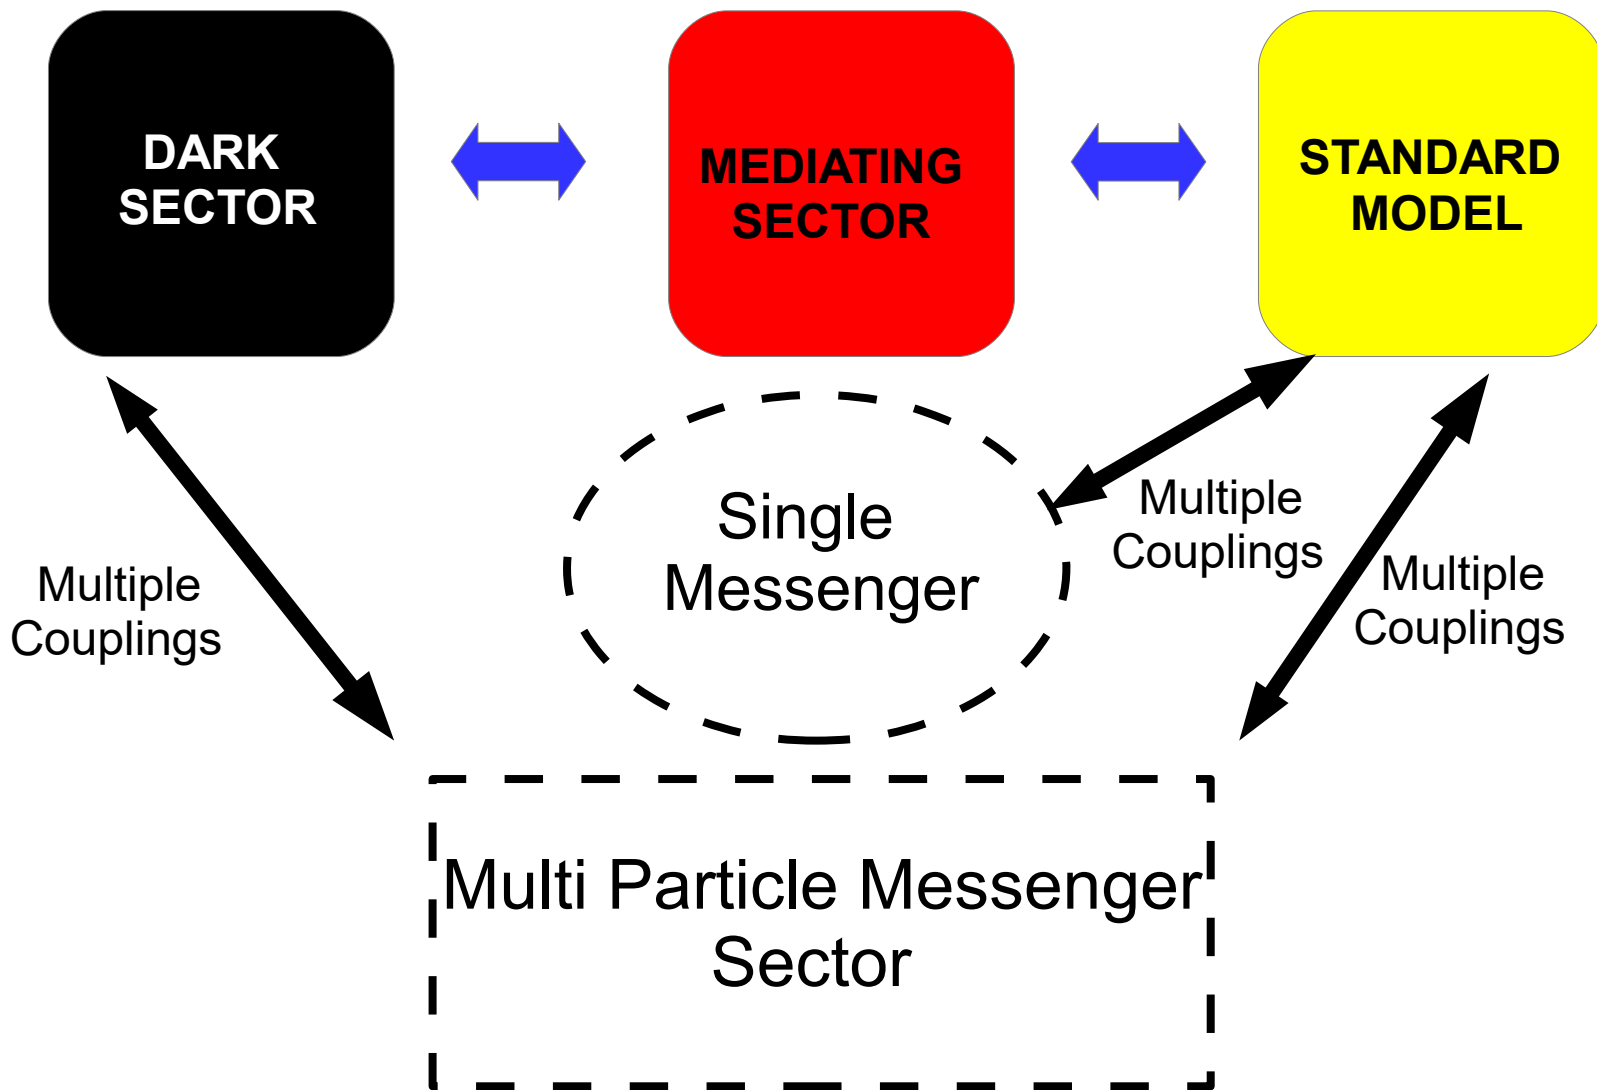 DARK
SECTOR
MEDIATING
SECTOR
STANDARD
MODEL
Single
Messenger
Multiple
Couplings
Multiple
Couplings
Multiple
Couplings
Multi Particle Messenger
Sector